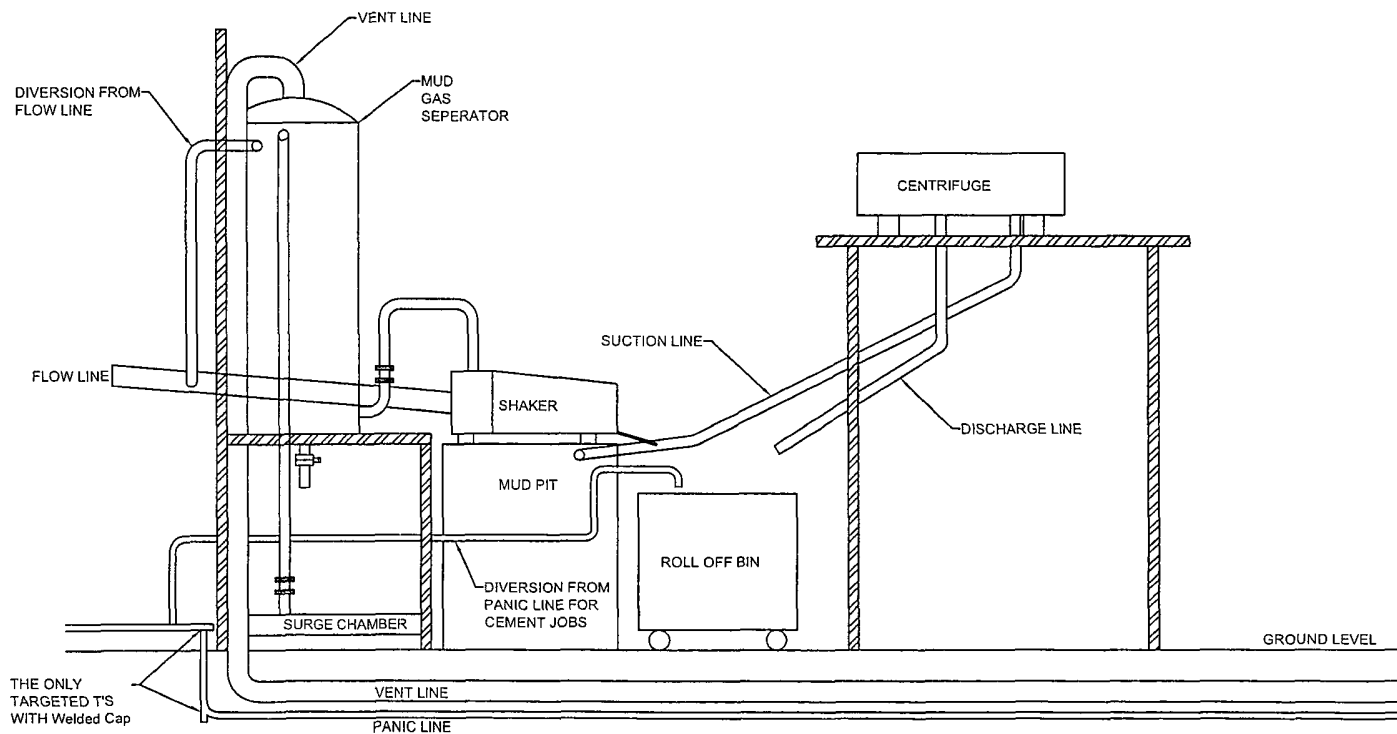 VENT LINE
DIVERSION FROM
FLOW LINE
MUD
GAS
SEPERATOR
CENTRIFUGE
SUCTION LINE
FLOW LINE
SHAKER
DISCHARGE LINE
MUD PIT
ROLL OFF BIN
DIVERSION FROM
PANIC LINE FOR
CEMENT JOBS
SURGE CHAMBER
GROUND LEVEL
THE ONLY
TARGETED T'S
WITH Welded Cap
VENT LINE
PANIC LINE